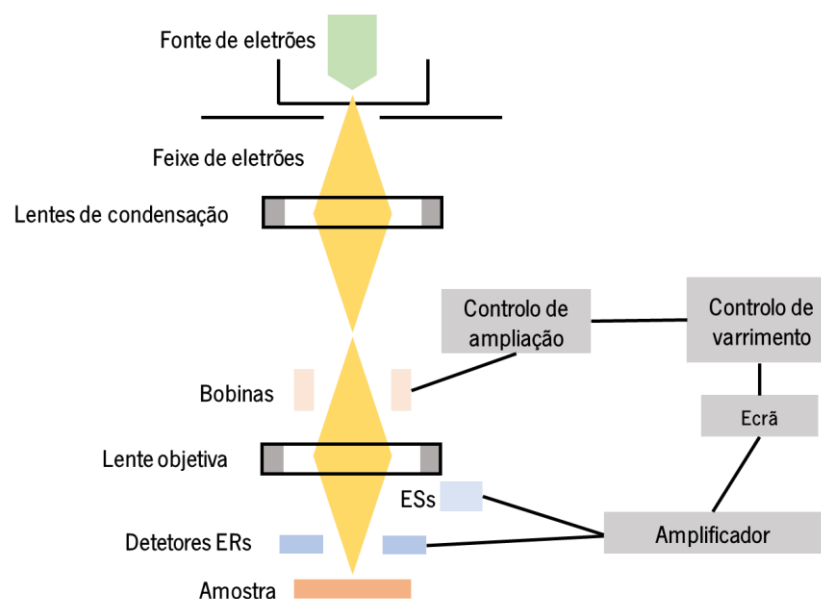 Fonte de eletrões
Feixe de eletrões
Lentes de condensação
Controlo de
ampliação
Controlo de
varrimento
Bobinas
Ecrã
Lente objetiva
ESs
Detetores ERs
Amplificador
Amostra